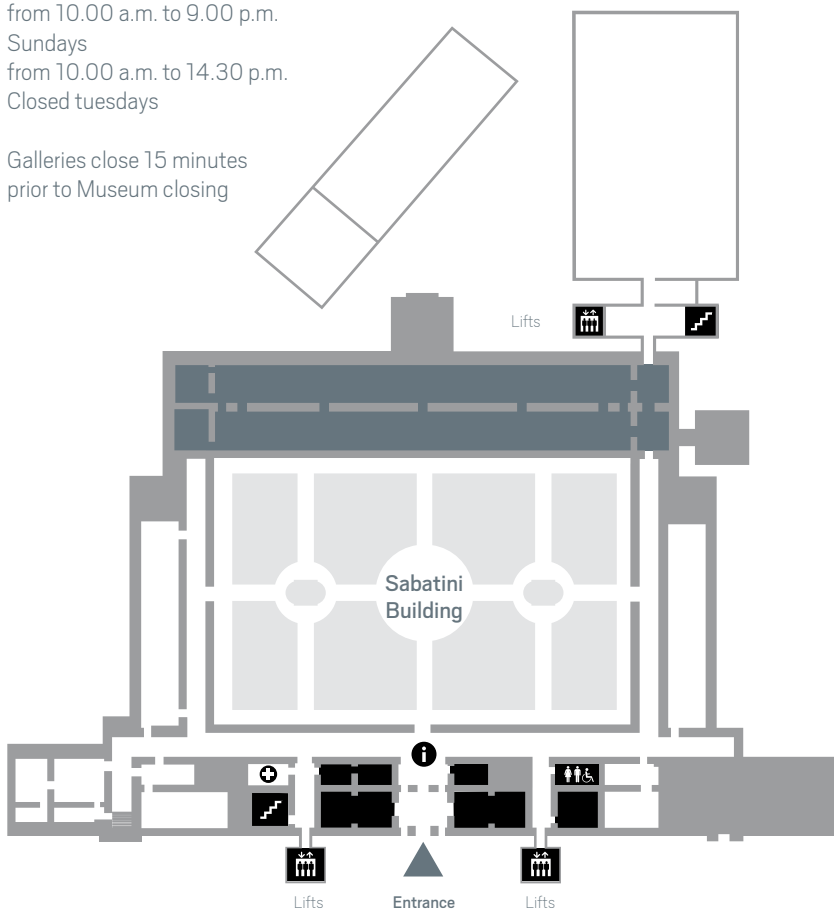 from 10.00 a.m. to 9.00 p.m.
Sundays
from 10.00 a.m. to 14.30 p.m.
Closed tuesdays
Galleries close 15 minutes
prior to Museum closing
Lifts
Sabatini
Building
i
Lifts
Entrance
Lifts